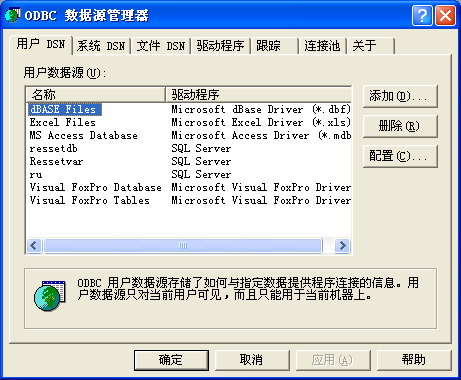 ODBC 数据源管理器
用户 DSN 系统 DSN 文件 DSN 驱动程序 跟踪 连接池 关于
用户数据源(U):
名称 驱动程序
dBASE Files Microsoft dBase Driver (*.dbf)
Excel Files Microsoft Excel Driver (*.xls)
MS Access Database Microsoft Access Driver (*.mdb
ressetdb SQL Server
Ressetvar SQL Server
ru SQL Server
Visual FoxPro Database Microsoft Visual FoxPro Driver
Visual FoxPro Tables Microsoft Visual FoxPro Driver
添加(D)...
删除(R)
配置(C)...
ODBC 用户数据源存储了如何与指定数据提供程序连接的信息。用
户数据源只对当前用户可见,而且只能用于当前机器上。
确定 取消 应用(A) 帮助